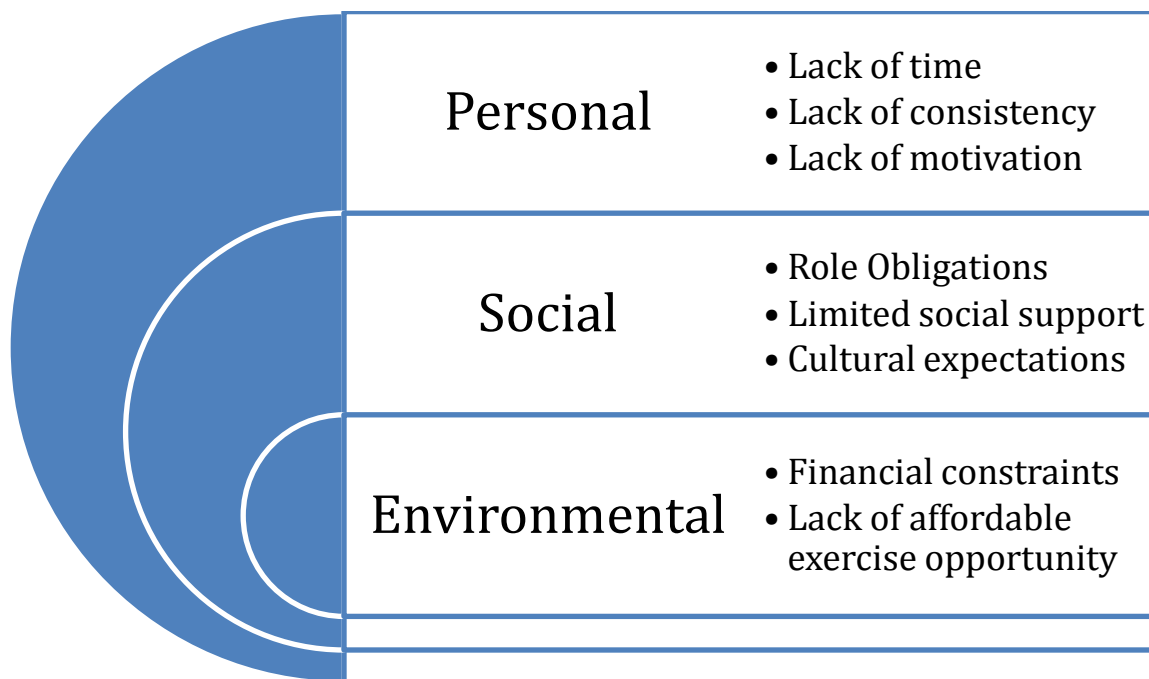 Personal
• Lack of time
• Lack of consistency
• Lack of motivation
Social
• Role Obligations
• Limited social support
• Cultural expectations
Environmental
• Financial constraints
• Lack of affordable
exercise opportunity